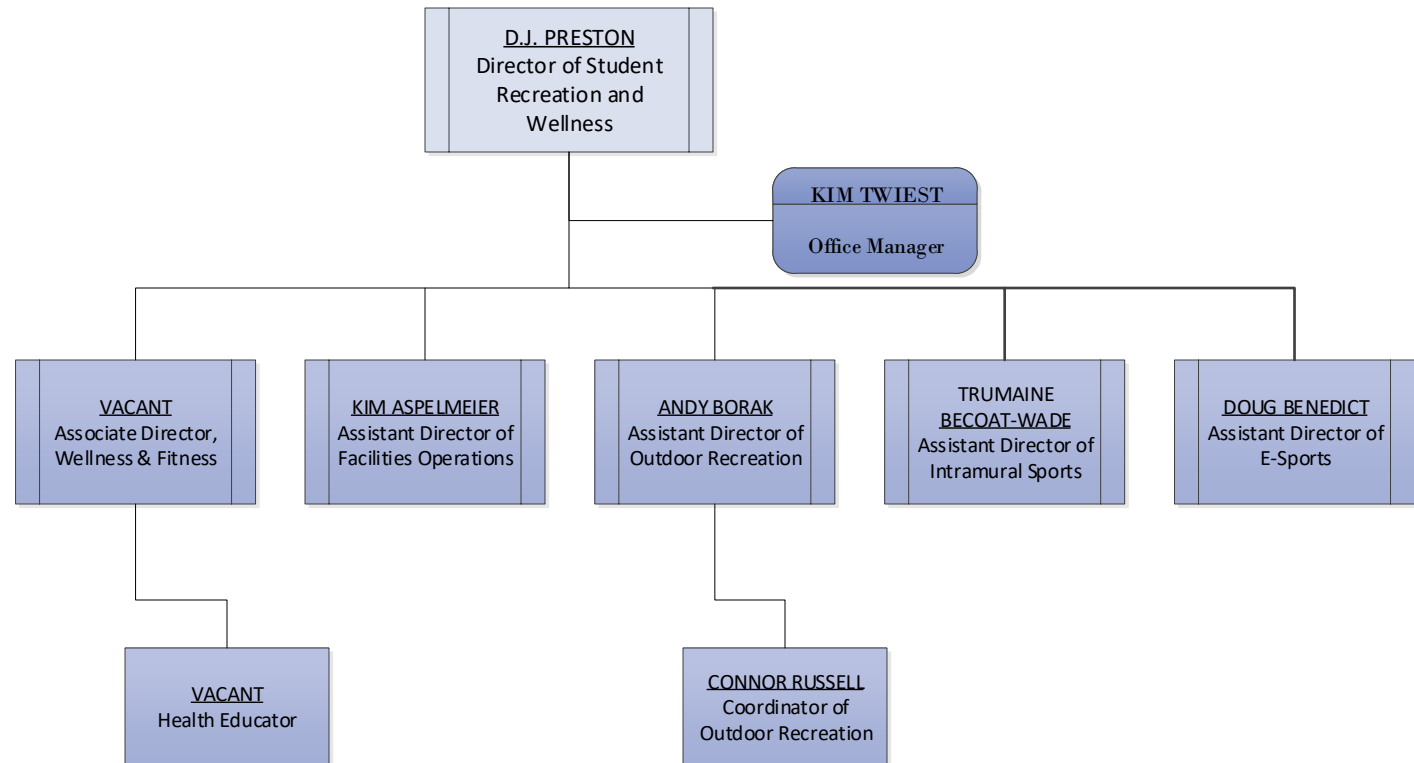 D.J. PRESTON
Director of Student
Recreation and
Wellness
KIM TWIEST
Office Manager
VACANT
Associate Director,
Wellness & Fitness
KIM ASPELMEIER
Assistant Director of
Facilities Operations
ANDY BORAK
Assistant Director of
Outdoor Recreation
TRUMAINE
BECOAT-WADE
Assistant Director of
Intramural Sports
DOUG BENEDICT
Assistant Director of
E-Sports
VACANT
Health Educator
CONNOR RUSSELL
Coordinator of
Outdoor Recreation